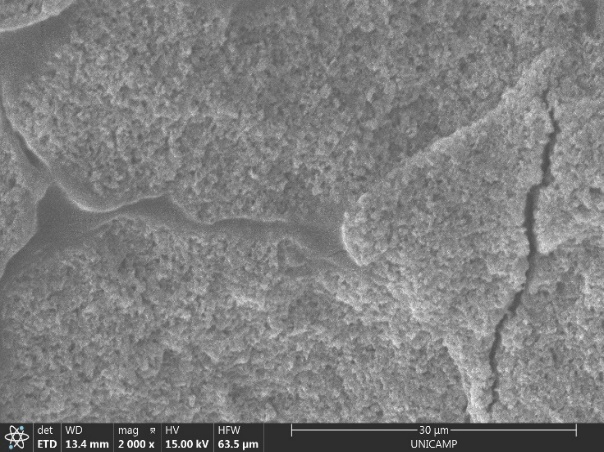 det WD mag HV HFW 30 µm
ETD 13.4 mm 2 000 x 15.00 kV 63.5 µm UNICAMP